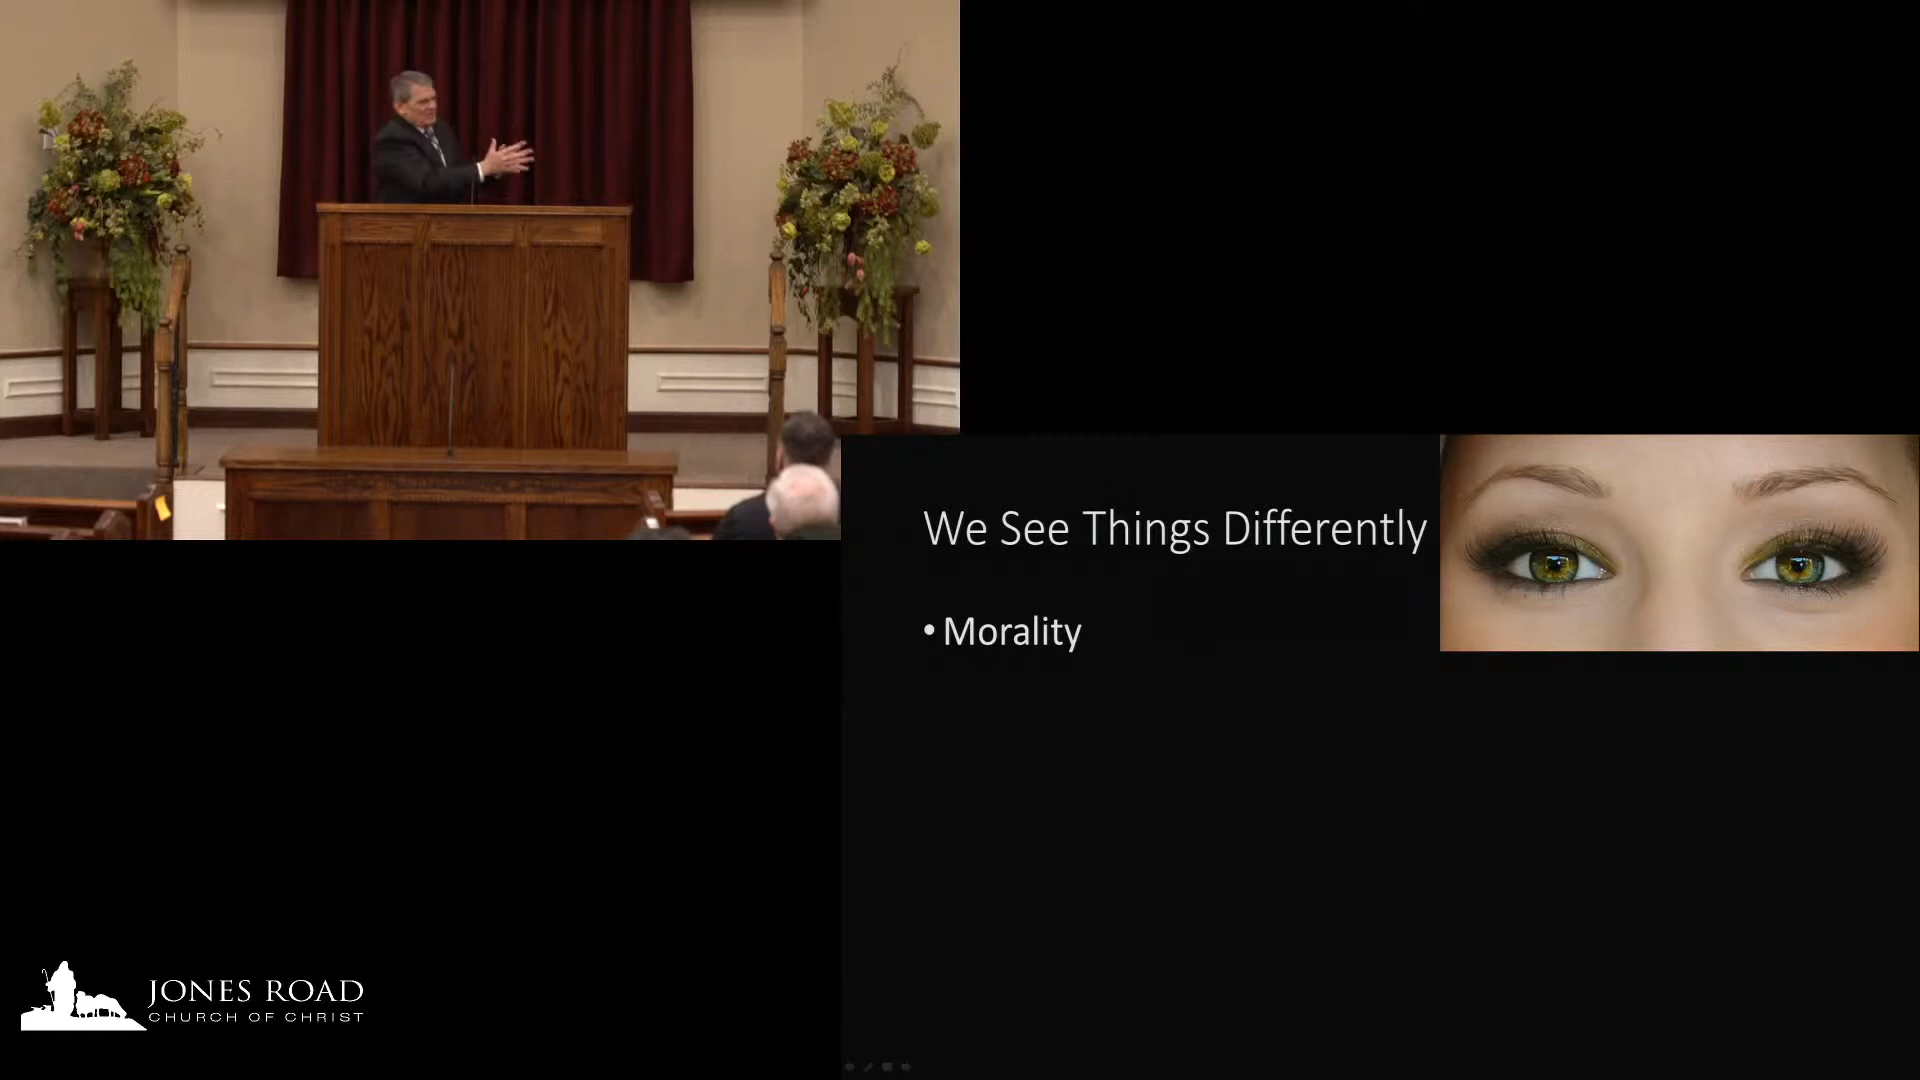 We See Things Differently
• Morality
JONES ROAD
CHURCH OF CHRIST